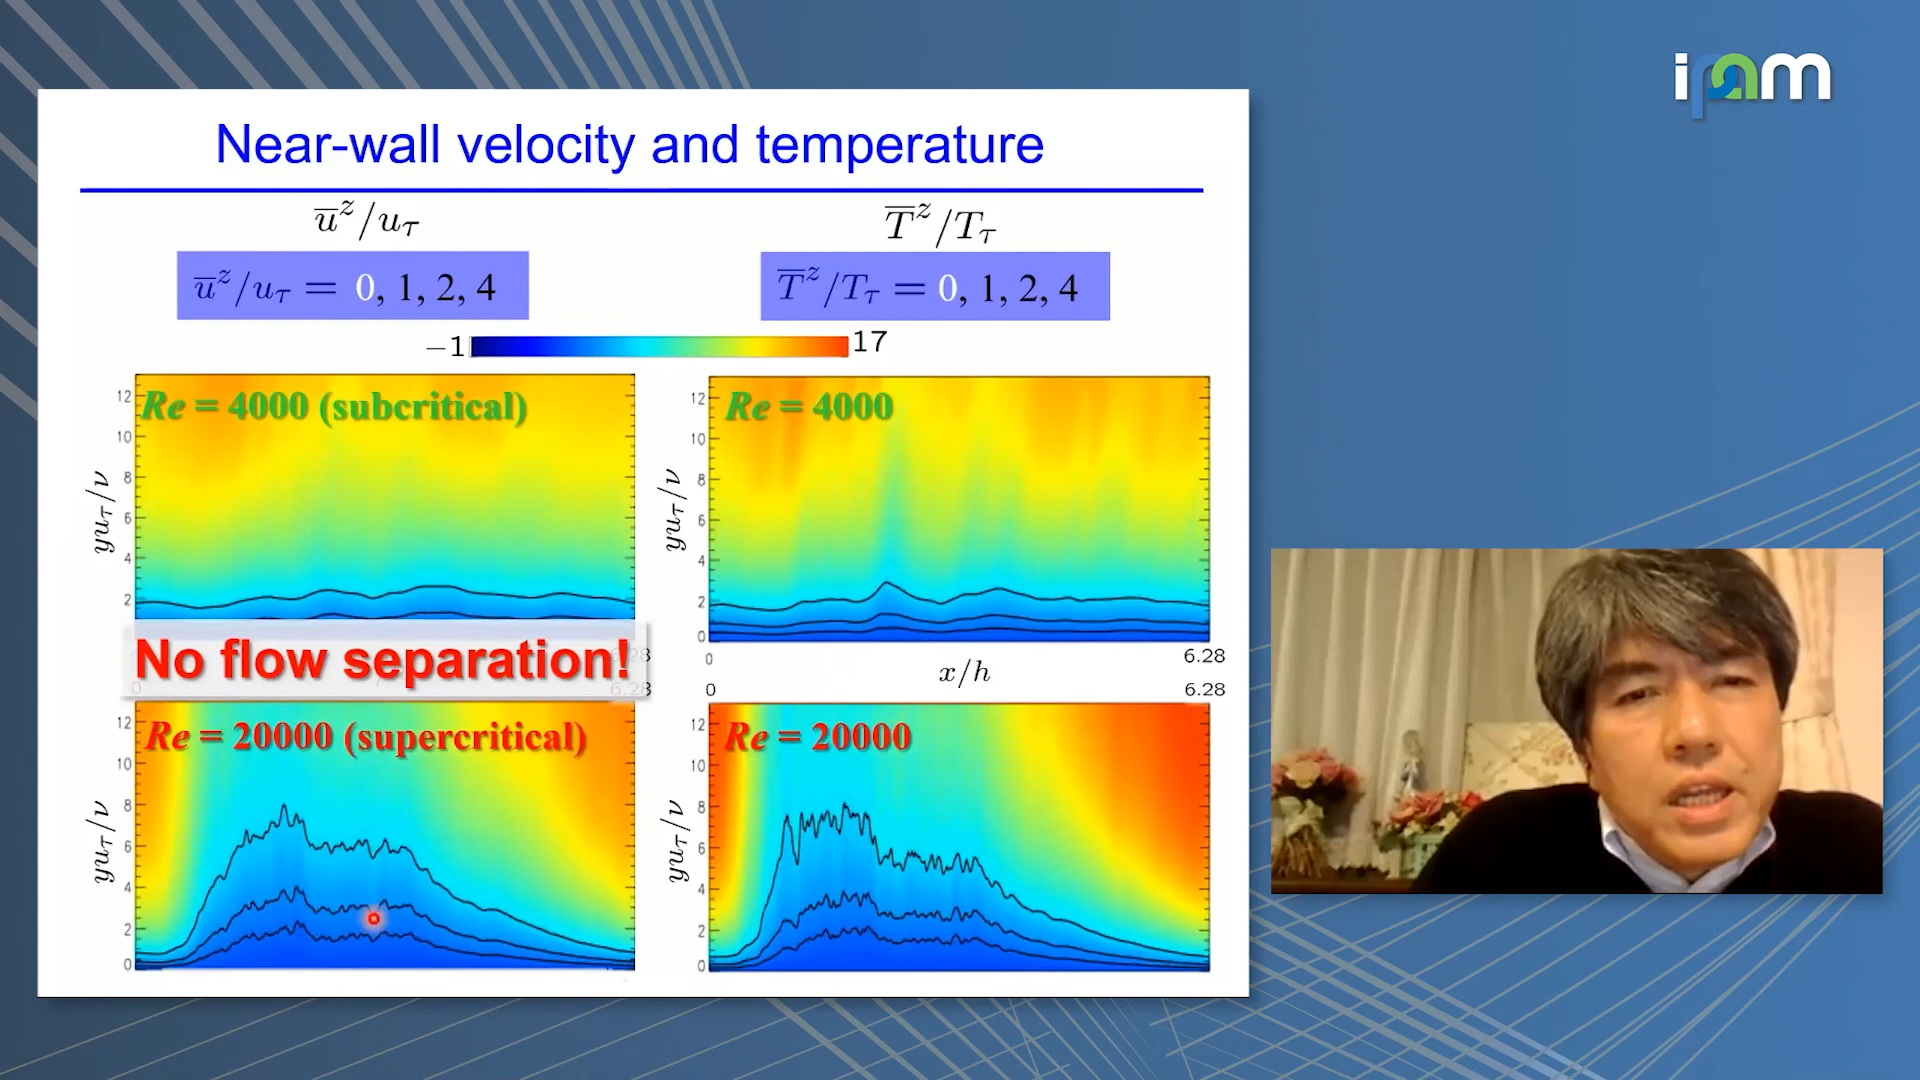 ipam
Near-wall velocity and temperature
u̅ᶻ/u_τ
T̅ᶻ/T_τ
u̅ᶻ/u_τ = 0, 1, 2, 4
T̅ᶻ/T_τ = 0, 1, 2, 4
−1
17
Re = 4000 (subcritical)
12
10
8
6
4
2
yu_τ/ν
Re = 4000
12
10
8
6
4
2
0
yu_τ/ν
No flow separation!
6.28
0
6.28
0
x/h
6.28
0
6.28
Re = 20000 (supercritical)
12
10
8
6
4
2
0
yu_τ/ν
Re = 20000
12
10
8
6
4
2
0
yu_τ/ν